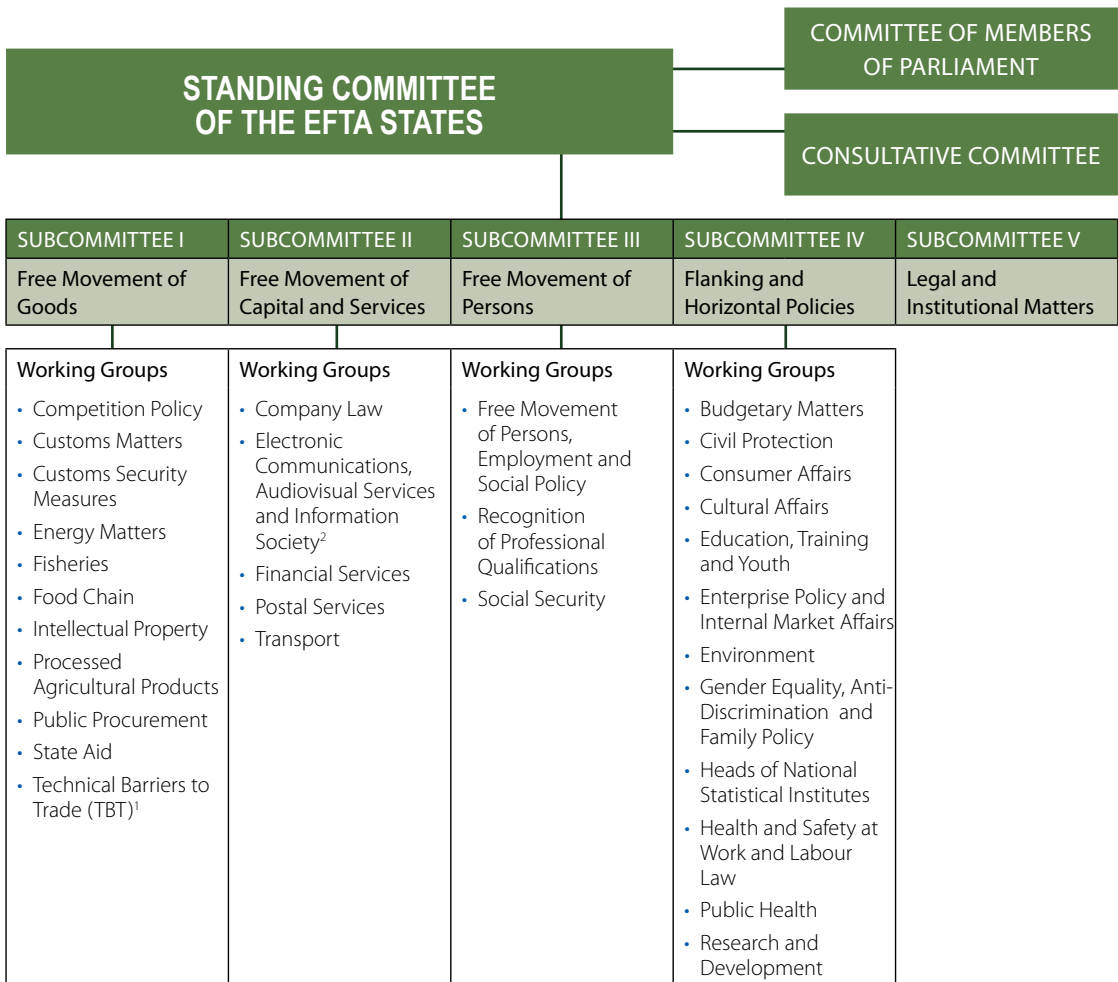 STANDING COMMITTEE
OF THE EFTA STATES
COMMITTEE OF MEMBERS
OF PARLIAMENT
CONSULTATIVE COMMITTEE
SUBCOMMITTEE I
Free Movement of
Goods
SUBCOMMITTEE II
Free Movement of
Capital and Services
SUBCOMMITTEE III
Free Movement of
Persons
SUBCOMMITTEE IV
Flanking and
Horizontal Policies
SUBCOMMITTEE V
Legal and
Institutional Matters
Working Groups
• Competition Policy
• Customs Matters
• Customs Security
Measures
• Energy Matters
• Fisheries
• Food Chain
• Intellectual Property
• Processed
Agricultural Products
• Public Procurement
• State Aid
• Technical Barriers to
Trade (TBT)¹
Working Groups
• Company Law
• Electronic
Communications,
Audiovisual Services
and Information
Society²
• Financial Services
• Postal Services
• Transport
Working Groups
• Free Movement
of Persons,
Employment and
Social Policy
• Recognition
of Professional
Qualifications
• Social Security
Working Groups
• Budgetary Matters
• Civil Protection
• Consumer Affairs
• Cultural Affairs
• Education, Training
and Youth
• Enterprise Policy and
Internal Market Affairs
• Environment
• Gender Equality, Anti-
Discrimination and
Family Policy
• Heads of National
Statistical Institutes
• Health and Safety at
Work and Labour
Law
• Public Health
• Research and
Development